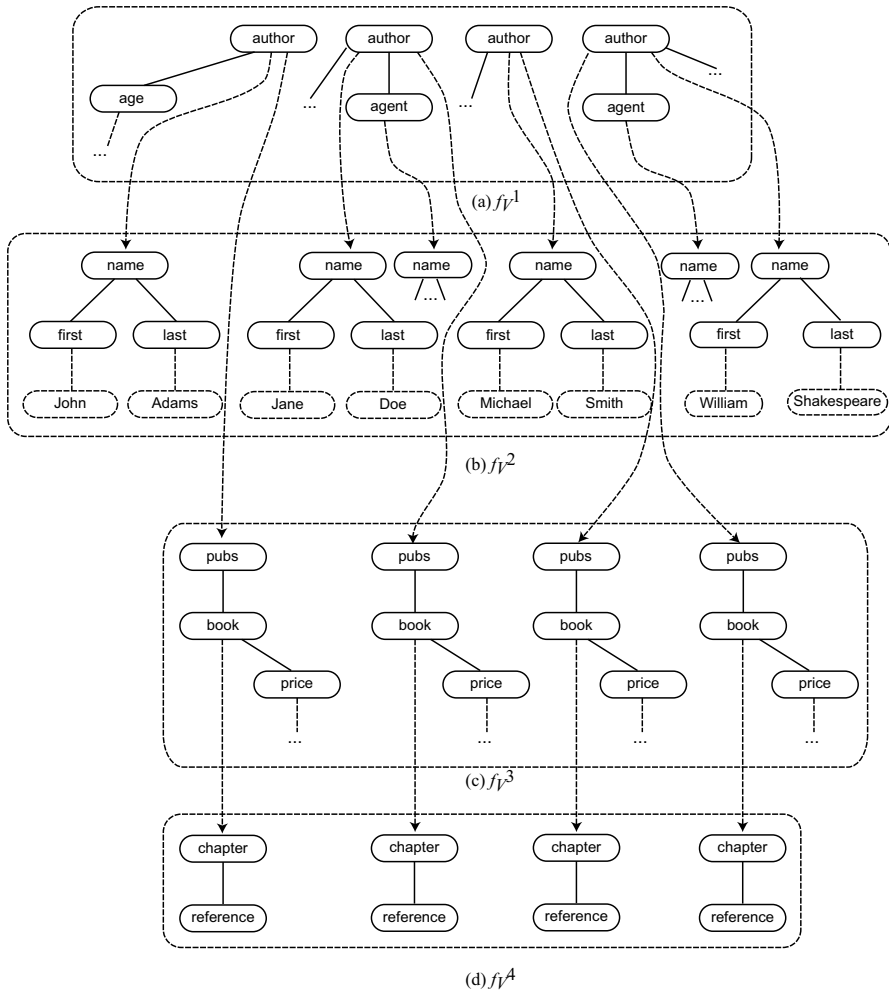 author author author author
age ... agent ... agent ...
...
(a) fV1
name name name name name name
... ...
first last first last first last first last
John Adams Jane Doe Michael Smith William Shakespeare
(b) fV2
pubs pubs pubs pubs
book book book book
price price price price
... ... ... ...
(c) fV3
chapter chapter chapter chapter
reference reference reference reference
(d) fV4